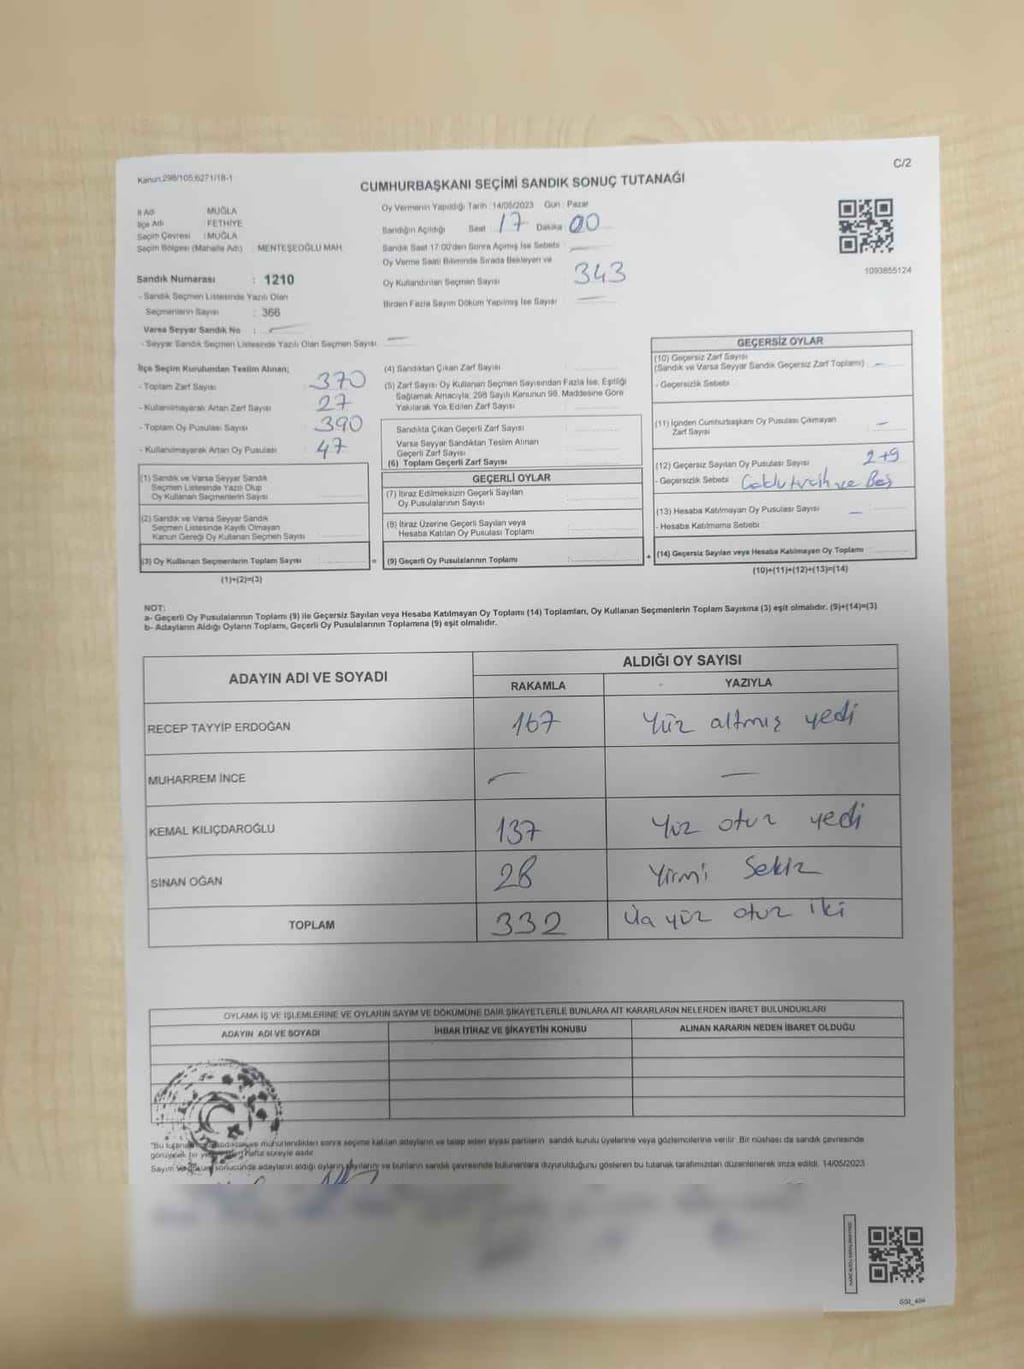 C/2
Kanun:298/105;6271/18-1
CUMHURBAŞKANI SEÇİMİ SANDIK SONUÇ TUTANAĞI
İl Adı MUĞLA
İlçe Adı FETHİYE
Seçim Çevresi : MUĞLA
Seçim Bölgesi (Mahalle Adı) MENTEŞEOĞLU MAH.
Sandık Numarası : 1210
- Sandık Seçmen Listesinde Yazılı Olan
Seçmenlerin Sayısı : 366
Varsa Seyyar Sandık No :
- Seyyar Sandık Seçmen Listesinde Yazılı Olan Seçmen Sayısı
Oy Vermenin Yapıldığı Tarih 14/05/2023 Gün : Pazar
Sandığın Açıldığı Saat 17 Dakika 00
Sandık Saat 17:00'den Sonra Açılmış İse Sebebi
Oy Verme Saati Bitiminde Sırada Bekleyen ve
Oy Kullandırılan Seçmen Sayısı 343
Birden Fazla Sayım Döküm Yapılmış İse Sayısı
1093855124
İlçe Seçim Kurulundan Teslim Alınan;
- Toplam Zarf Sayısı 370
- Kullanılmayarak Artan Zarf Sayısı 27
- Toplam Oy Pusulası Sayısı 390
- Kullanılmayarak Artan Oy Pusulası 47
(1) Sandık ve Varsa Seyyar Sandık
Seçmen Listesinde Yazılı Olup
Oy Kullanan Seçmenlerin Sayısı
(2) Sandık ve Varsa Seyyar Sandık
Seçmen Listesinde Kayıtlı Olmayan
Kanun Gereği Oy Kullanan Seçmen Sayısı
(3) Oy Kullanan Seçmenlerin Toplam Sayısı =
(1)+(2)=(3)
(4) Sandıktan Çıkan Zarf Sayısı
(5) Zarf Sayısı Oy Kullanan Seçmen Sayısından Fazla İse, Eşitliği
Sağlamak Amacıyla, 298 Sayılı Kanunun 98. Maddesine Göre
Yakılarak Yok Edilen Zarf Sayısı
Sandıkta Çıkan Geçerli Zarf Sayısı
Varsa Seyyar Sandıktan Teslim Alınan
Geçerli Zarf Sayısı
(6) Toplam Geçerli Zarf Sayısı
GEÇERLİ OYLAR
(7) İtiraz Edilmeksizin Geçerli Sayılan
Oy Pusulalarının Sayısı
(8) İtiraz Üzerine Geçerli Sayılan veya
Hesaba Katılan Oy Pusulası Toplamı
(9) Geçerli Oy Pusulalarının Toplamı +
GEÇERSİZ OYLAR
(10) Geçersiz Zarf Sayısı
(Sandık ve Varsa Seyyar Sandık Geçersiz Zarf Toplamı)
- Geçersizlik Sebebi
(11) İçinden Cumhurbaşkanı Oy Pusulası Çıkmayan
Zarf Sayısı
(12) Geçersiz Sayılan Oy Pusulası Sayısı 2+9
- Geçersizlik Sebebi ve Boş
(13) Hesaba Katılmayan Oy Pusulası Sayısı
- Hesaba Katılmama Sebebi
(14) Geçersiz Sayılan veya Hesaba Katılmayan Oy Toplamı
(10)+(11)+(12)+(13)=(14)
NOT:
a- Geçerli Oy Pusulalarının Toplamı (9) ile Geçersiz Sayılan veya Hesaba Katılmayan Oy Toplamı (14) Toplamları, Oy Kullanan Seçmenlerin Toplam Sayısına (3) eşit olmalıdır. (9)+(14)=(3)
b- Adayların Aldığı Oyların Toplamı, Geçerli Oy Pusulalarının Toplamına (9) eşit olmalıdır.
ADAYIN ADI VE SOYADI
ALDIĞI OY SAYISI
RAKAMLA YAZIYLA
RECEP TAYYİP ERDOĞAN 167 Yüz altmış yedi
MUHARREM İNCE — —
KEMAL KILIÇDAROĞLU 137 Yüz otuz yedi
SİNAN OĞAN 28 Yirmi Sekiz
TOPLAM 332 Üç yüz otuz iki
OYLAMA İŞ VE İŞLEMLERİNE VE OYLARIN SAYIM VE DÖKÜMÜNE DAİR ŞİKAYETLERLE BUNLARA AİT KARARLARIN NELERDEN İBARET BULUNDUKLARI
ADAYIN ADI VE SOYADI İHBAR İTİRAZ VE ŞİKAYETİN KONUSU ALINAN KARARIN NEDEN İBARET OLDUĞU
"Bu ve mühürlendikten sonra seçime katılan adayların ve talep eden siyasi partilerin sandık kurulu üyelerine veya gözlemcilerine verilir. Bir nüshası da sandık çevresinde
görülecek bir hafta süreyle asılır.
Sayım ve sonucunda adayların aldığı oyların sayılarını ve bunların sandık çevresinde bulunanlara duyurulduğunu gösteren bu tutanak tarafımızdan düzenlenerek imza edildi. 14/05/2023